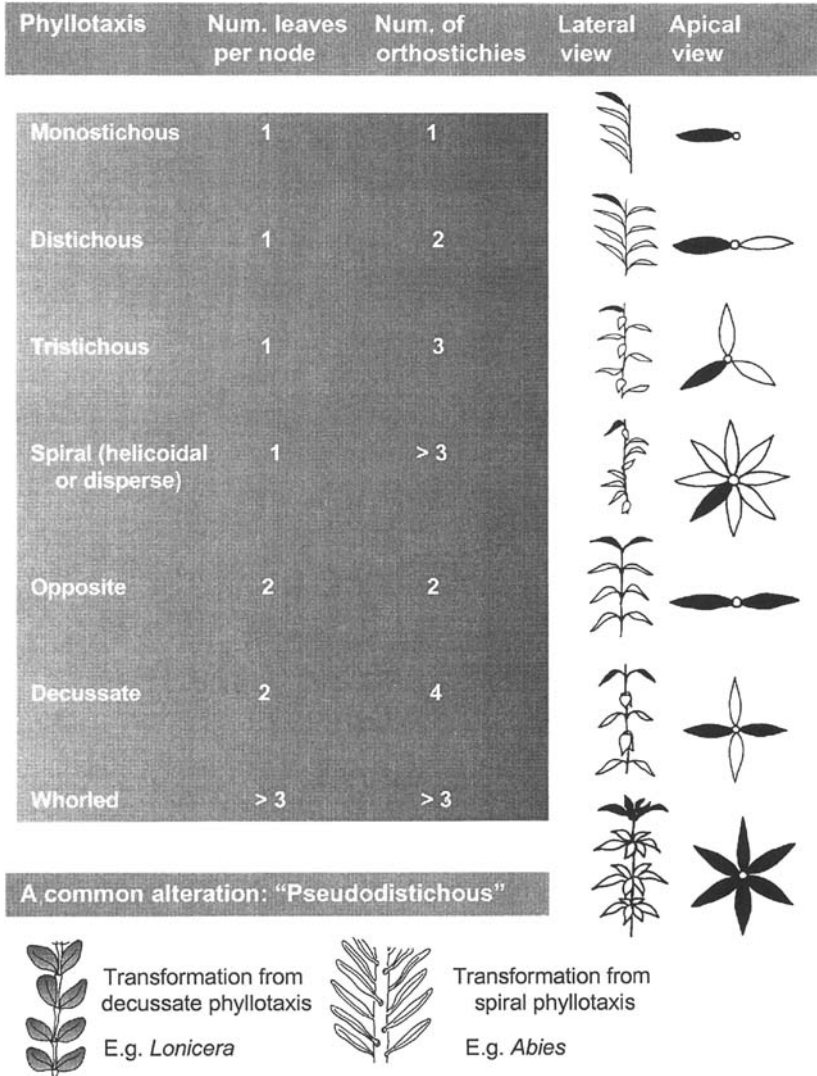 Phyllotaxis Num. leaves per node Num. of orthostichies Lateral view Apical view
Monostichous 1 1
Distichous 1 2
Tristichous 1 3
Spiral (helicoidal or disperse) 1 > 3
Opposite 2 2
Decussate 2 4
Whorled > 3 > 3
A common alteration: “Pseudodistichous”
Transformation from
decussate phyllotaxis
E.g. Lonicera
Transformation from
spiral phyllotaxis
E.g. Abies